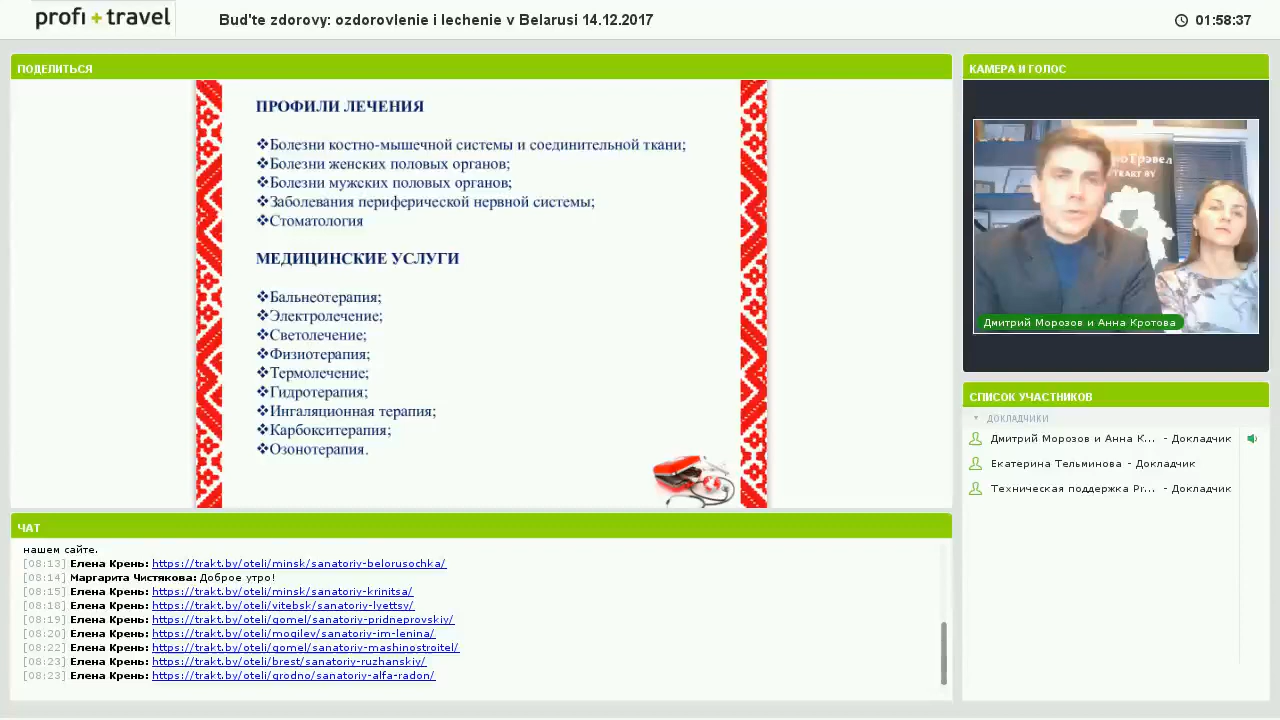 profi+travel
Bud'te zdorovy: ozdorovlenie i lechenie v Belarusi 14.12.2017
01:58:37
ПОДЕЛИТЬСЯ
ПРОФИЛИ ЛЕЧЕНИЯ
❖Болезни костно-мышечной системы и соединительной ткани;
❖Болезни женских половых органов;
❖Болезни мужских половых органов;
❖Заболевания периферической нервной системы;
❖Стоматология
МЕДИЦИНСКИЕ УСЛУГИ
❖Бальнеотерапия;
❖Электролечение;
❖Светолечение;
❖Физиотерапия;
❖Термолечение;
❖Гидротерапия;
❖Ингаляционная терапия;
❖Карбокситерапия;
❖Озонотерапия.
КАМЕРА И ГОЛОС
роТрэвел
TRAKT BY
Дмитрий Морозов и Анна Кротова
СПИСОК УЧАСТНИКОВ
ДОКЛАДЧИКИ
Дмитрий Морозов и Анна К... - Докладчик
Екатерина Тельминова - Докладчик
Техническая поддержка Pr... - Докладчик
ЧАТ
нашем сайте.
[08:13] Елена Крень: https://trakt.by/oteli/minsk/sanatoriy-belorusochka/
[08:14] Маргарита Чистякова: Доброе утро!
[08:15] Елена Крень: https://trakt.by/oteli/minsk/sanatoriy-krinitsa/
[08:18] Елена Крень: https://trakt.by/oteli/vitebsk/sanatoriy-lyettsy/
[08:19] Елена Крень: https://trakt.by/oteli/gomel/sanatoriy-pridneprovskiy/
[08:20] Елена Крень: https://trakt.by/oteli/mogilev/sanatoriy-im-lenina/
[08:22] Елена Крень: https://trakt.by/oteli/gomel/sanatoriy-mashinostroitel/
[08:23] Елена Крень: https://trakt.by/oteli/brest/sanatoriy-ruzhanskiy/
[08:23] Елена Крень: https://trakt.by/oteli/grodno/sanatoriy-alfa-radon/